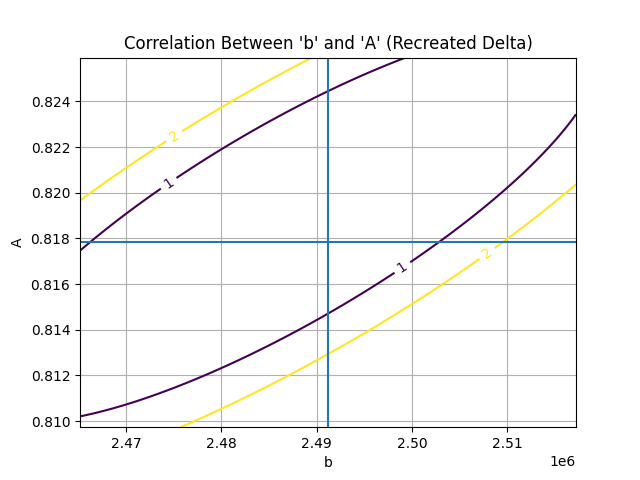 Correlation Between 'b' and 'A' (Recreated Delta)
0.824
0.822
0.820
0.818
0.816
0.814
0.812
0.810
A
2
1
1
2
2.47 2.48 2.49 2.50 2.51
b
1e6